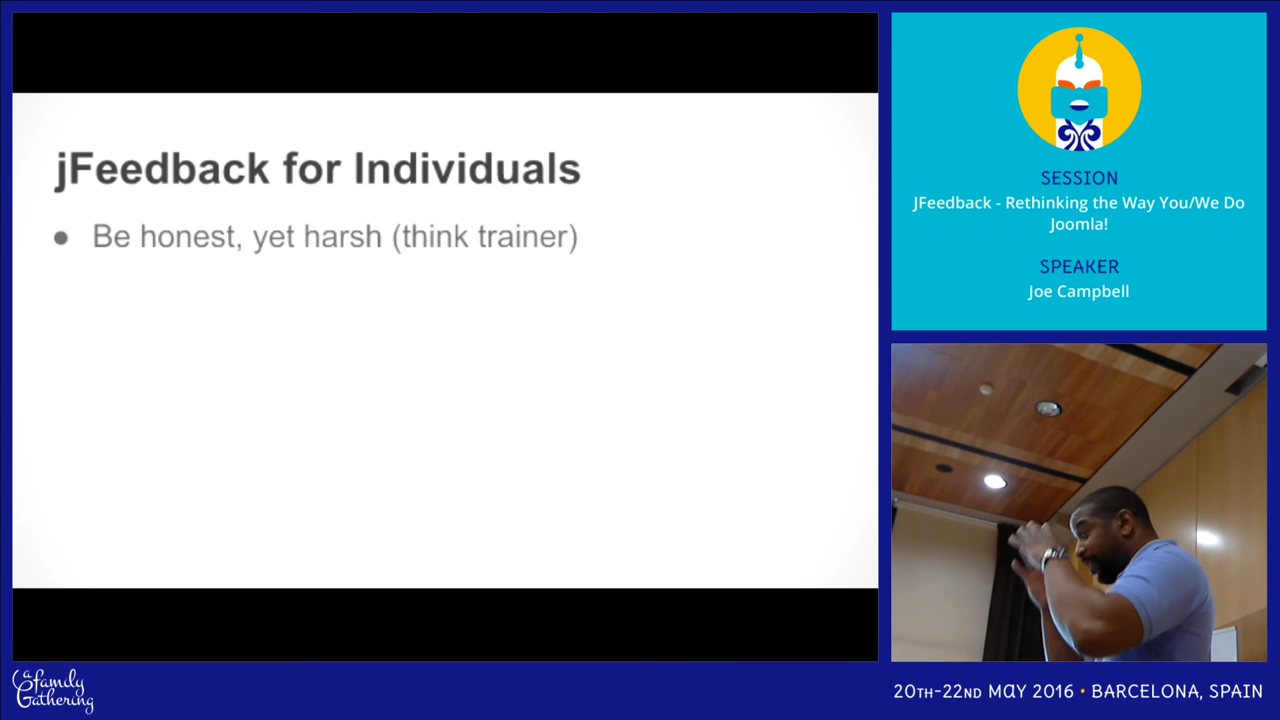 jFeedback for Individuals
● Be honest, yet harsh (think trainer)
SESSION
JFeedback - Rethinking the Way You/We Do
Joomla!
SPEAKER
Joe Campbell
a family
Gathering
20TH-22ND MAY 2016 • BARCELONA, SPAIN